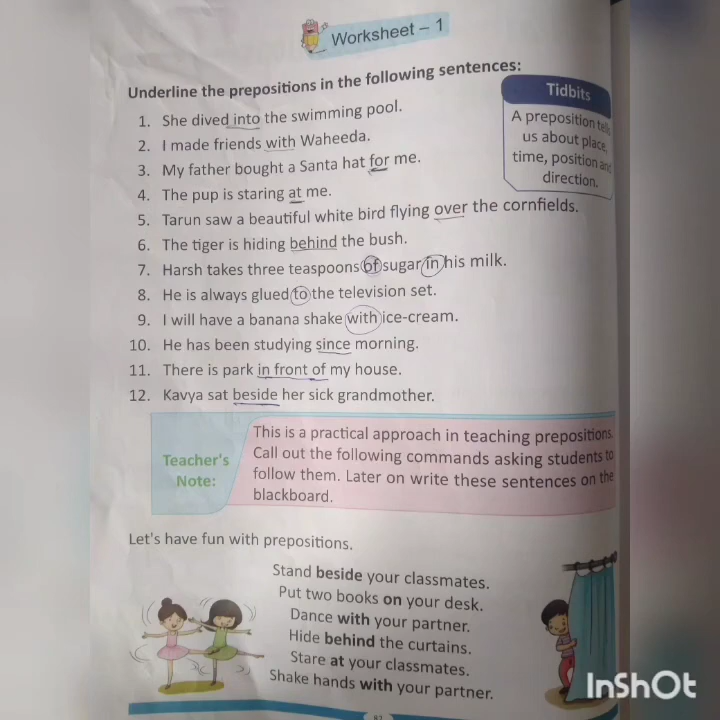 Worksheet – 1
Underline the prepositions in the following sentences:
Tidbits
A preposition tells
us about place,
time, position and
direction.
1. She dived into the swimming pool.
2. I made friends with Waheeda.
3. My father bought a Santa hat for me.
4. The pup is staring at me.
5. Tarun saw a beautiful white bird flying over the cornfields.
6. The tiger is hiding behind the bush.
7. Harsh takes three teaspoons of sugar in his milk.
8. He is always glued to the television set.
9. I will have a banana shake with ice-cream.
10. He has been studying since morning.
11. There is park in front of my house.
12. Kavya sat beside her sick grandmother.
Teacher's
Note:
This is a practical approach in teaching prepositions.
Call out the following commands asking students to
follow them. Later on write these sentences on the
blackboard.
Let's have fun with prepositions.
Stand beside your classmates.
Put two books on your desk.
Dance with your partner.
Hide behind the curtains.
Stare at your classmates.
Shake hands with your partner.
InShOt